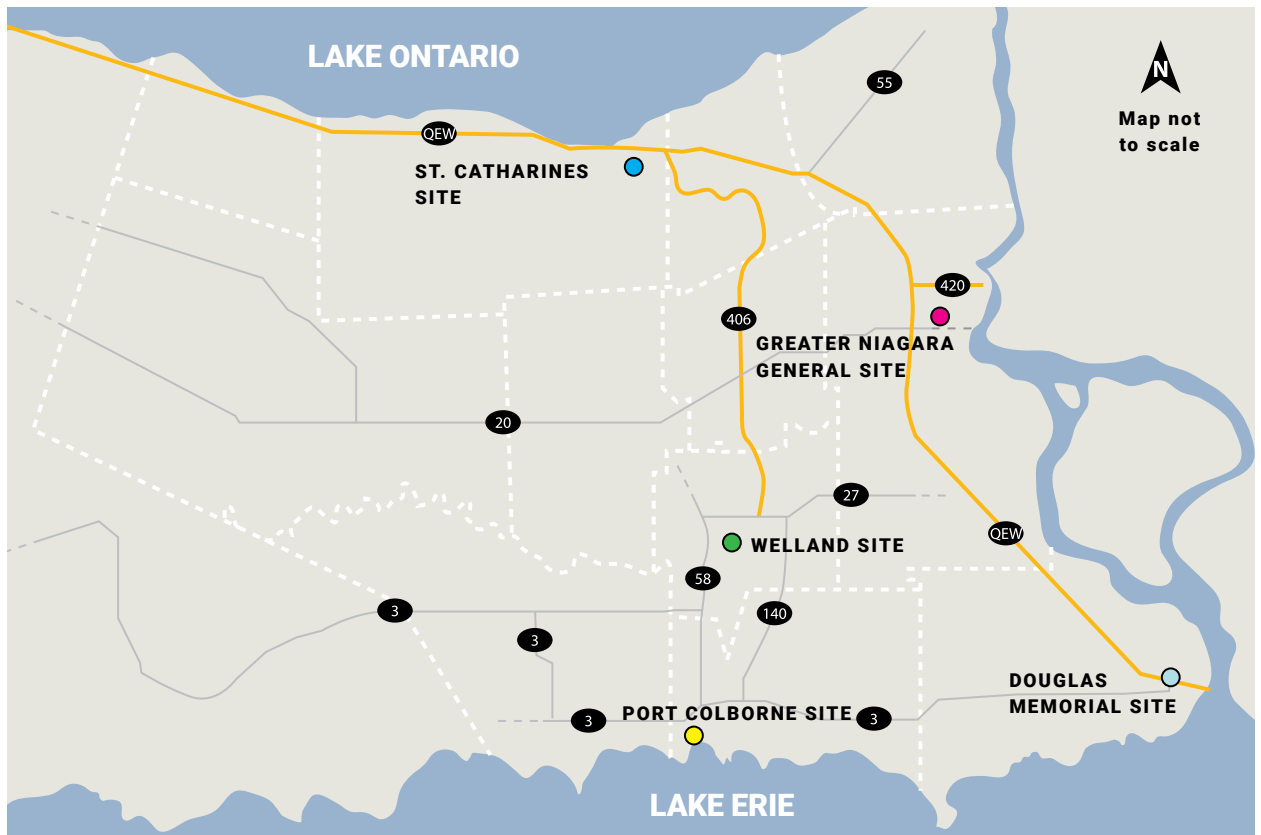 LAKE ONTARIO
N
55
Map not
to scale
QEW
ST. CATHARINES
SITE
420
406
GREATER NIAGARA
GENERAL SITE
20
27
QEW
WELLAND SITE
58
3
140
3
DOUGLAS
MEMORIAL SITE
PORT COLBORNE SITE
3
3
LAKE ERIE